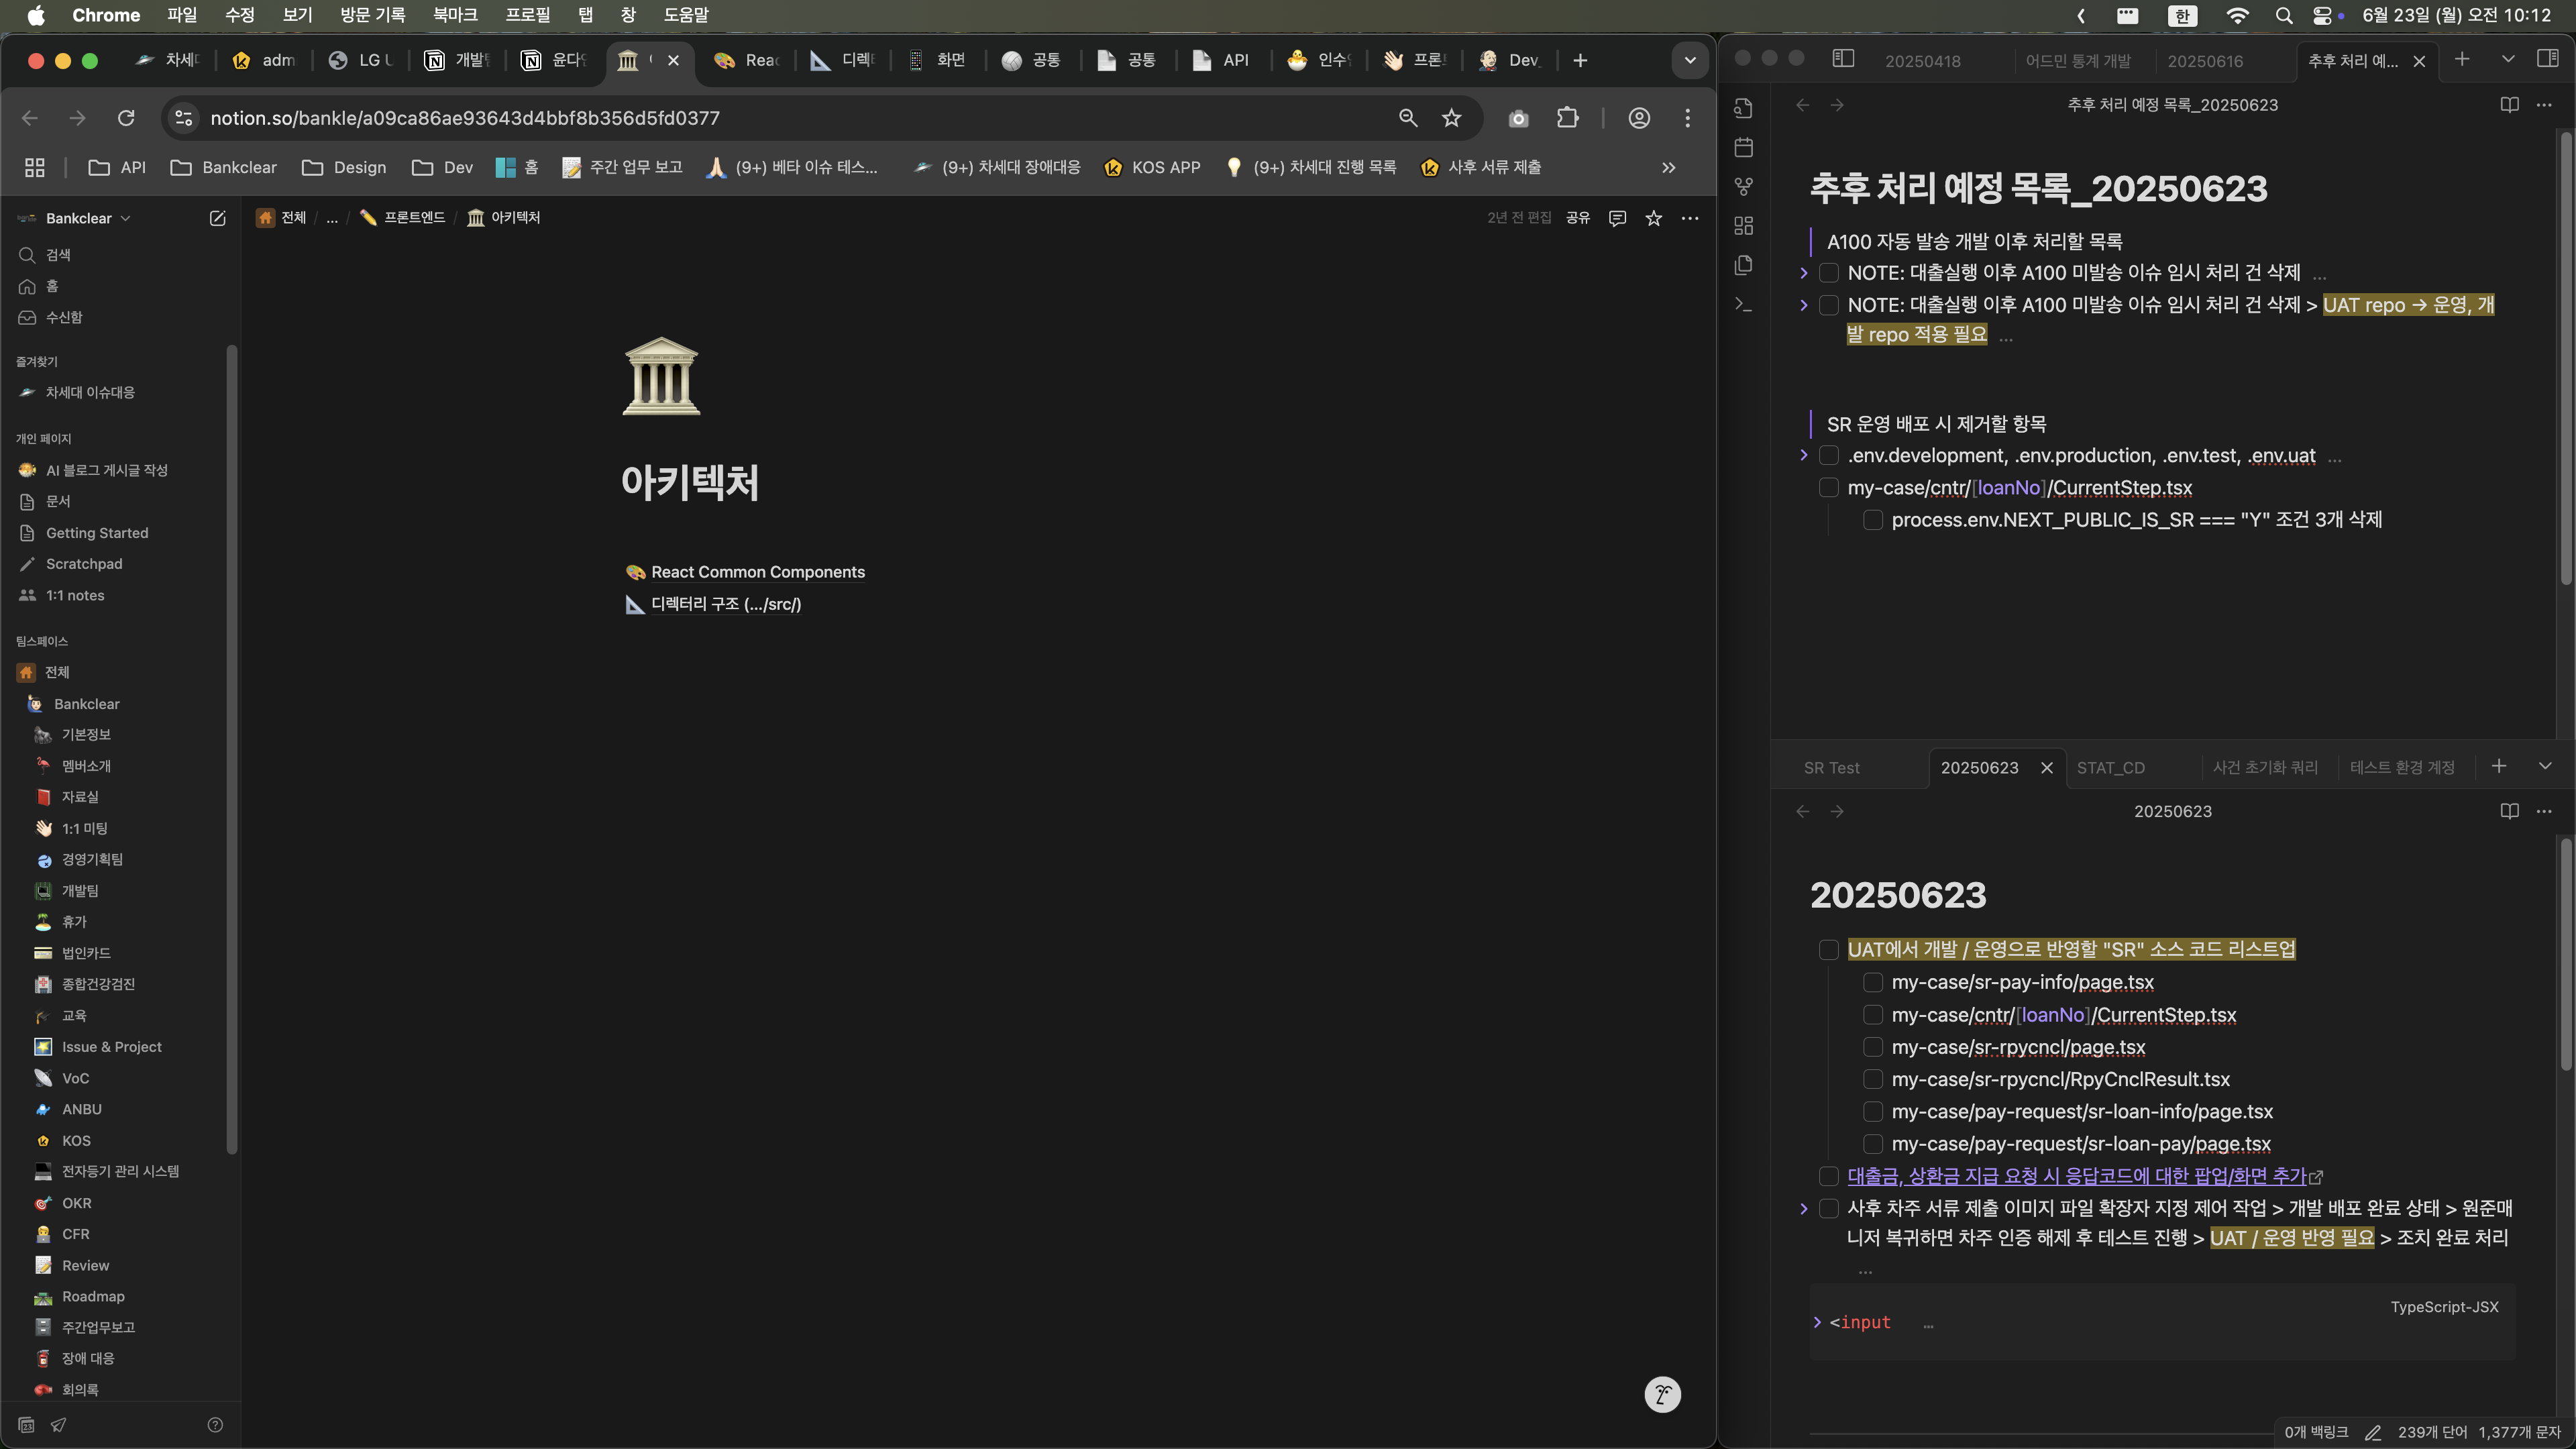 Chrome 파일 수정 보기 방문 기록 북마크 프로필 탭 창 도움말
한 6월 23일 (월) 오전 10:12
차세 adm LG U 개발 윤다 Reac 디렉 화면 공통 공통 API 인수 프론 Dev_
notion.so/bankle/a09ca86ae93643d4bbf8b356d5fd0377
API Bankclear Design Dev 홈 주간 업무 보고 (9+) 베타 이슈 테스... (9+) 차세대 장애대응 KOS APP (9+) 차세대 진행 목록 사후 서류 제출
Bankclear
검색
홈
수신함
즐겨찾기
차세대 이슈대응
개인 페이지
AI 블로그 게시글 작성
문서
Getting Started
Scratchpad
1:1 notes
팀스페이스
전체
Bankclear
기본정보
멤버소개
자료실
1:1 미팅
경영기획팀
개발팀
휴가
법인카드
종합건강검진
교육
Issue & Project
VoC
ANBU
KOS
전자등기 관리 시스템
OKR
CFR
Review
Roadmap
주간업무보고
장애 대응
회의록
전체 / ... / 프론트엔드 / 아키텍처
2년 전 편집 공유
아키텍처
React Common Components
디렉터리 구조 (.../src/)
20250418 어드민 통계 개발 20250616 추후 처리 예...
추후 처리 예정 목록_20250623
추후 처리 예정 목록_20250623
A100 자동 발송 개발 이후 처리할 목록
NOTE: 대출실행 이후 A100 미발송 이슈 임시 처리 건 삭제 ...
NOTE: 대출실행 이후 A100 미발송 이슈 임시 처리 건 삭제 > UAT repo → 운영, 개
발 repo 적용 필요 ...
SR 운영 배포 시 제거할 항목
.env.development, .env.production, .env.test, .env.uat ...
my-case/cntr/[loanNo]/CurrentStep.tsx
process.env.NEXT_PUBLIC_IS_SR === "Y" 조건 3개 삭제
SR Test 20250623 STAT_CD 사건 초기화 쿼리 테스트 환경 계정
20250623
20250623
UAT에서 개발 / 운영으로 반영할 "SR" 소스 코드 리스트업
my-case/sr-pay-info/page.tsx
my-case/cntr/[loanNo]/CurrentStep.tsx
my-case/sr-rpycncl/page.tsx
my-case/sr-rpycncl/RpyCnclResult.tsx
my-case/pay-request/sr-loan-info/page.tsx
my-case/pay-request/sr-loan-pay/page.tsx
대출금, 상환금 지급 요청 시 응답코드에 대한 팝업/화면 추가
사후 차주 서류 제출 이미지 파일 확장자 지정 제어 작업 > 개발 배포 완료 상태 > 원준매
니저 복귀하면 차주 인증 해제 후 테스트 진행 > UAT / 운영 반영 필요 > 조치 완료 처리
...
TypeScript-JSX
<input ...
0개 백링크 239개 단어 1,377개 문자